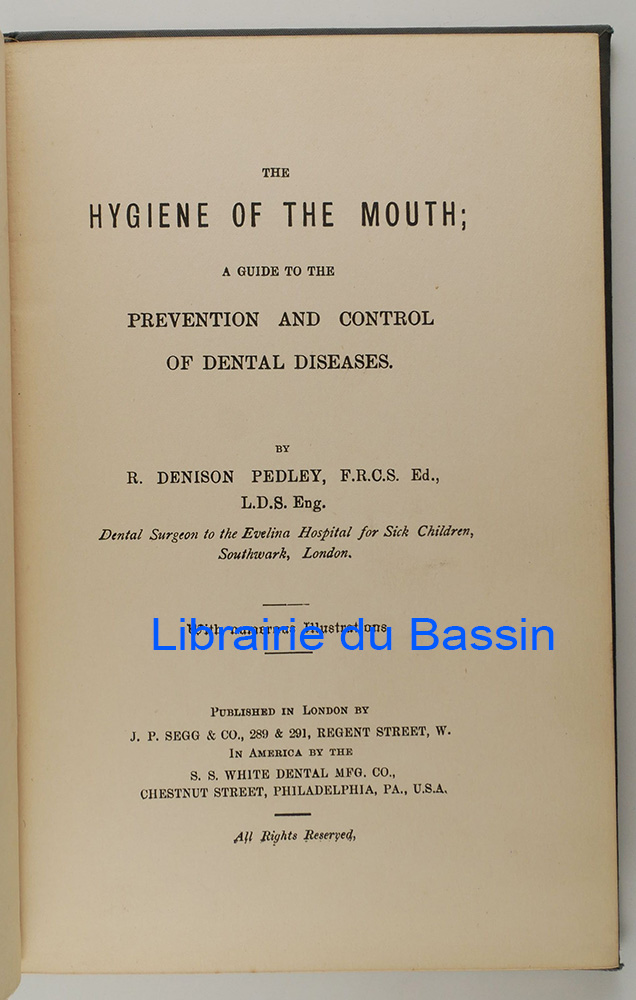 THE
HYGIENE OF THE MOUTH;
A GUIDE TO THE
PREVENTION AND CONTROL
OF DENTAL DISEASES.
BY
R. DENISON PEDLEY, F.R.C.S. Ed.,
L.D.S. Eng.
Dental Surgeon to the Evelina Hospital for Sick Children,
Southwark, London.
With numerous Illustrations
Librairie du Bassin
PUBLISHED IN LONDON BY
J. P. SEGG & CO., 289 & 291, REGENT STREET, W.
IN AMERICA BY THE
S. S. WHITE DENTAL MFG. CO.,
CHESTNUT STREET, PHILADELPHIA, PA., U.S.A.
All Rights Reserved,